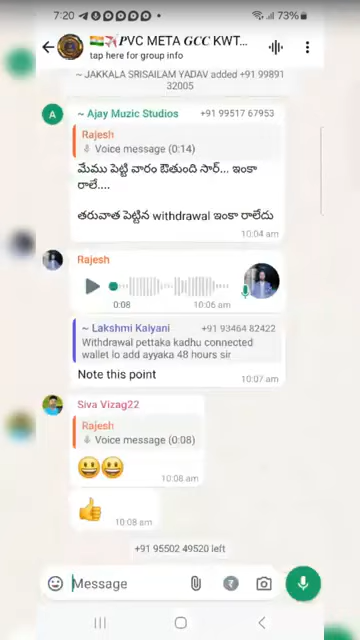 7:20
73%
🇮🇳✈️PVC META GCC KWT...
tap here for group info
~ JAKKALA SRISAILAM YADAV added +91 99891
32005
A
~ Ajay Muzic Studios +91 99517 67953
Rajesh
Voice message (0:14)
మేము పెట్టి వారం ఔతుంది సార్... ఇంకా
రాలే....
తరువాత పెట్టిన withdrawal ఇంకా రాలేదు
10:04 am
Rajesh
0:08 10:06 am
~ Lakshmi Kalyani +91 93464 82422
Withdrawal pettaka kadhu connected
wallet lo add ayyaka 48 hours sir
Note this point
10:07 am
Siva Vizag22
Rajesh
Voice message (0:08)
😃😃
10:08 am
👍
10:08 am
+91 95502 49520 left
Message